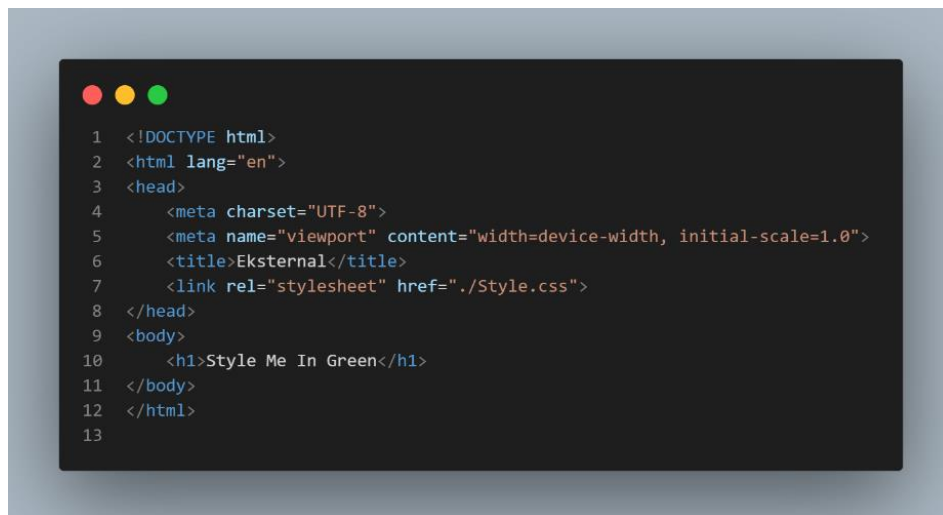 1 <!DOCTYPE html>
2 <html lang="en">
3 <head>
4     <meta charset="UTF-8">
5     <meta name="viewport" content="width=device-width, initial-scale=1.0">
6     <title>Eksternal</title>
7     <link rel="stylesheet" href="./Style.css">
8 </head>
9 <body>
10     <h1>Style Me In Green</h1>
11 </body>
12 </html>
13